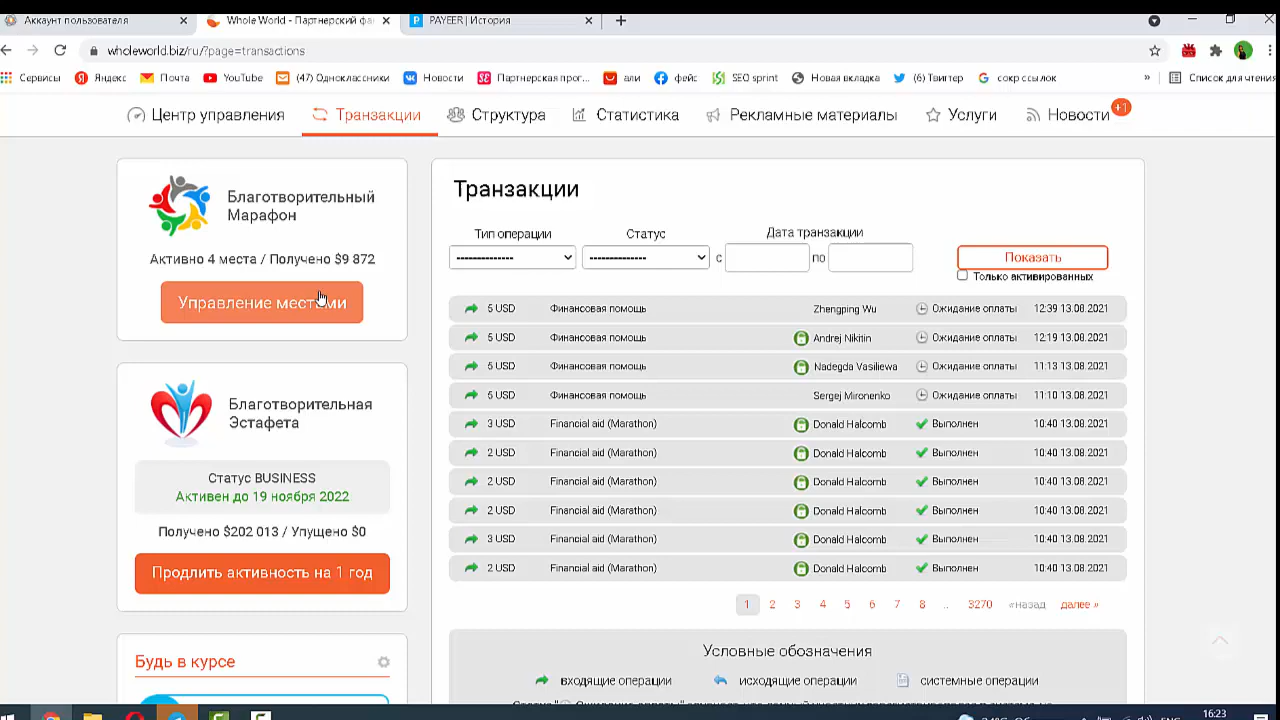 Аккаунт пользователя
Whole World - Партнерский фа
PAYEER | История
wholeworld.biz/ru/?page=transactions
Сервисы
Яндекс
Почта
YouTube
(47) Одноклассники
Новости
Партнерская прог...
али
фейс
SEO sprint
Новая вкладка
(6) Твиттер
сокр ссылок
»
Список для чтения
Центр управления
Транзакции
Структура
Статистика
Рекламные материалы
Услуги
Новости
+1
Благотворительный
Марафон
Активно 4 места / Получено $9 872
Управление местами
Благотворительная
Эстафета
Статус BUSINESS
Активен до 19 ноября 2022
Получено $202 013 / Упущено $0
Продлить активность на 1 год
Будь в курсе
Транзакции
Тип операции
Статус
Дата транзакции
--------------
--------------
с
по
Показать
Только активированных
5 USD Финансовая помощь Zhengping Wu Ожидание оплаты 12:39 13.08.2021
5 USD Финансовая помощь Andrej Nikitin Ожидание оплаты 12:19 13.08.2021
5 USD Финансовая помощь Nadegda Vasiliewa Ожидание оплаты 11:13 13.08.2021
5 USD Финансовая помощь Sergej Mironenko Ожидание оплаты 11:10 13.08.2021
3 USD Financial aid (Marathon) Donald Halcomb Выполнен 10:40 13.08.2021
2 USD Financial aid (Marathon) Donald Halcomb Выполнен 10:40 13.08.2021
2 USD Financial aid (Marathon) Donald Halcomb Выполнен 10:40 13.08.2021
2 USD Financial aid (Marathon) Donald Halcomb Выполнен 10:40 13.08.2021
3 USD Financial aid (Marathon) Donald Halcomb Выполнен 10:40 13.08.2021
2 USD Financial aid (Marathon) Donald Halcomb Выполнен 10:40 13.08.2021
1 2 3 4 5 6 7 8 .. 3270 «назад далее »
Условные обозначения
входящие операции
исходящие операции
системные операции
16:23